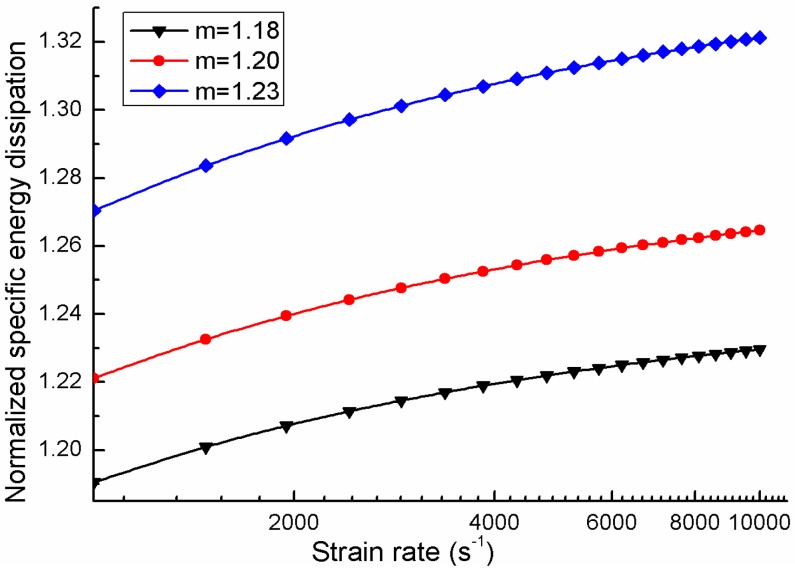 m=1.18
m=1.20
m=1.23
Normalized specific energy dissipation
1.32
1.30
1.28
1.26
1.24
1.22
1.20
2000 4000 6000 8000 10000
Strain rate (s⁻¹)